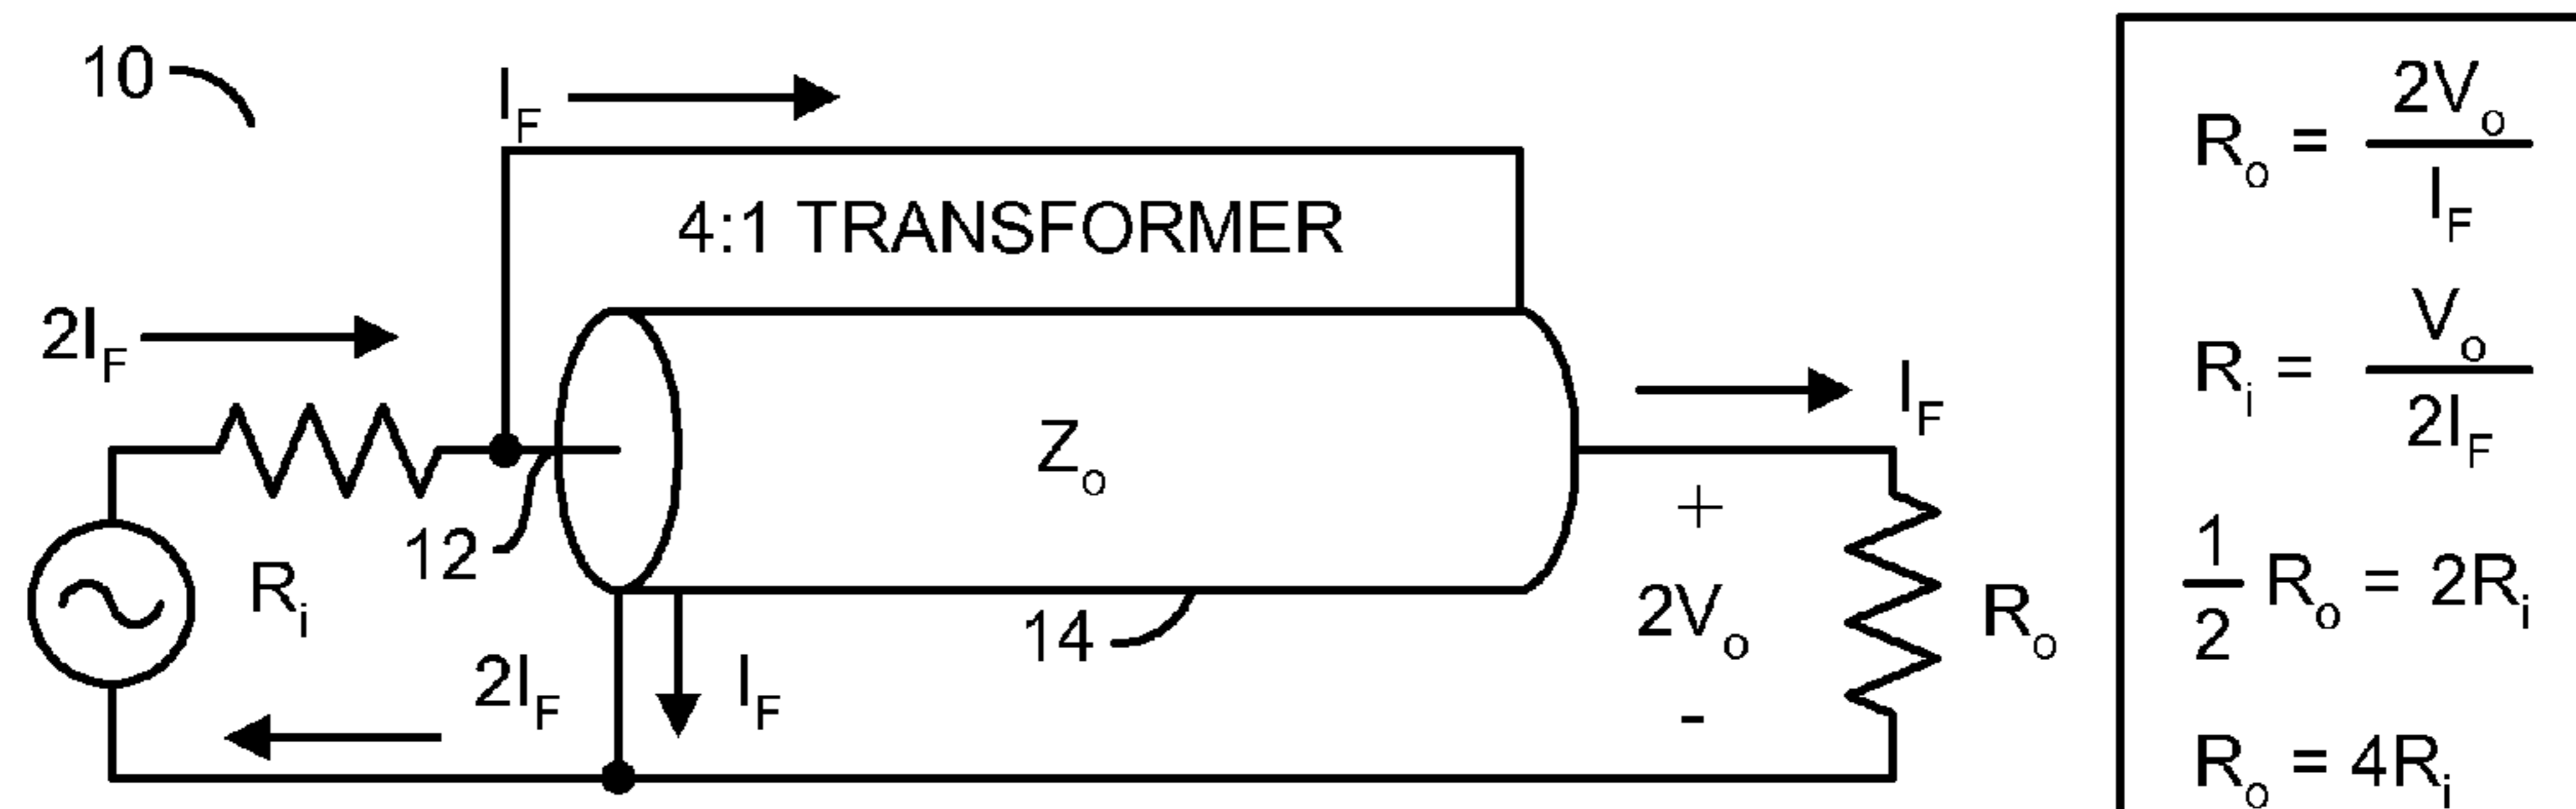 10
I_F
4:1 TRANSFORMER
2I_F
Z_o
I_F
12
R_i
+
2V_o
-
R_o
14
2I_F
I_F
R_o = 2V_o / I_F
R_i = V_o / 2I_F
1/2 R_o = 2R_i
R_o = 4R_i